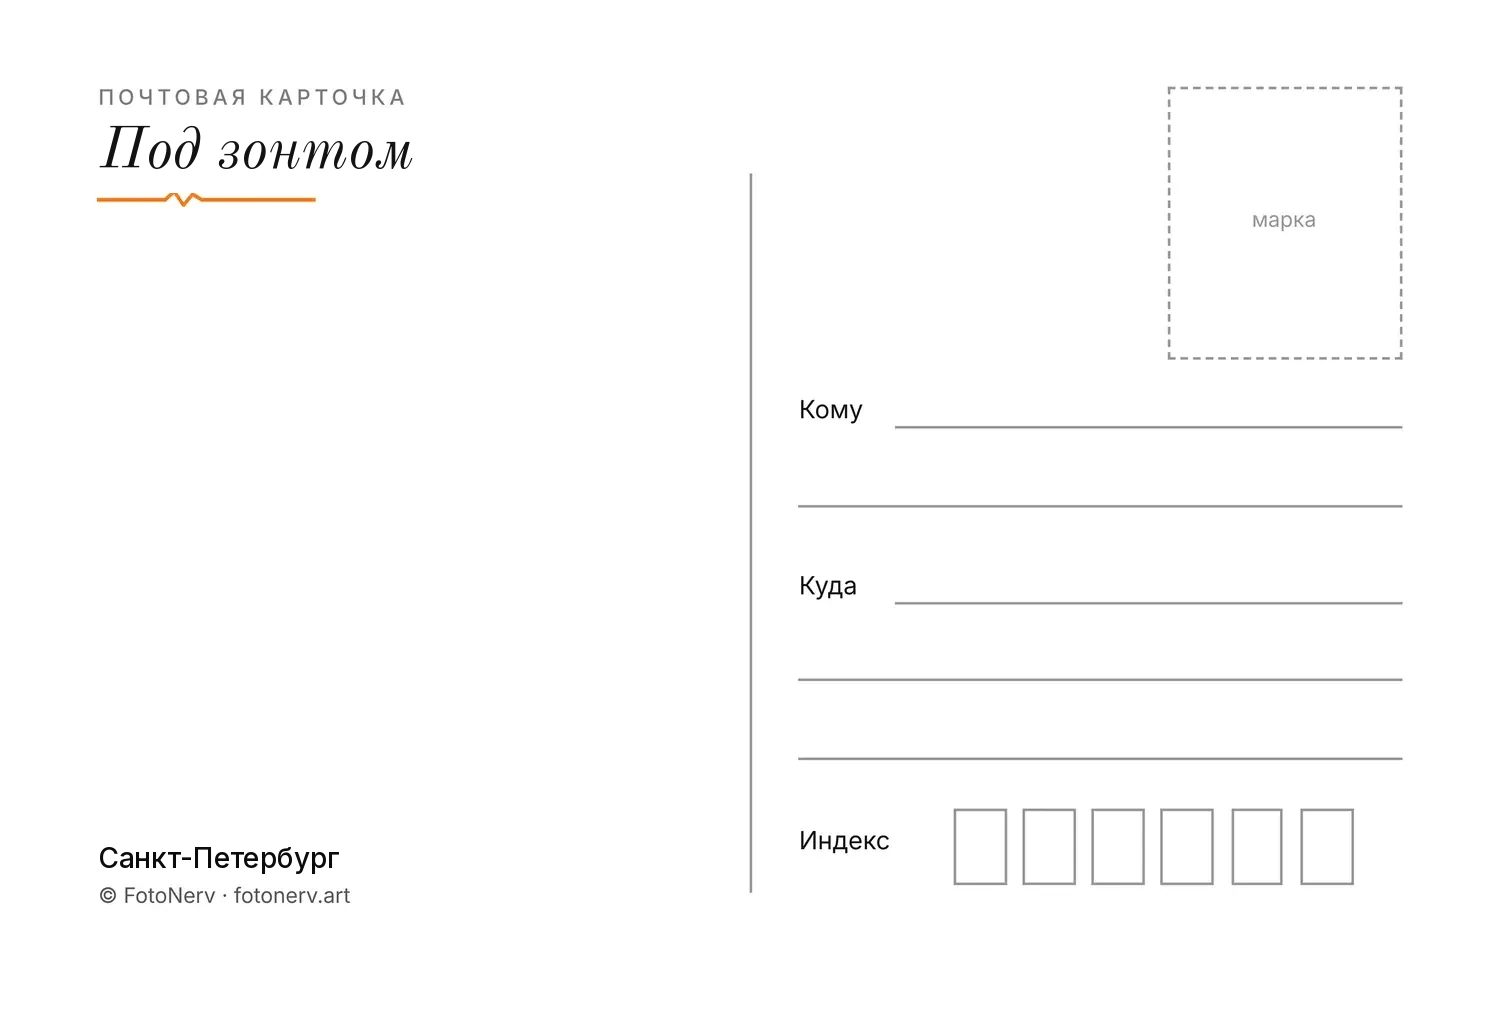 ПОЧТОВАЯ КАРТОЧКА
Под зонтом
марка
Кому
Куда
Индекс
Санкт-Петербург
© FotoNerv · fotonerv.art